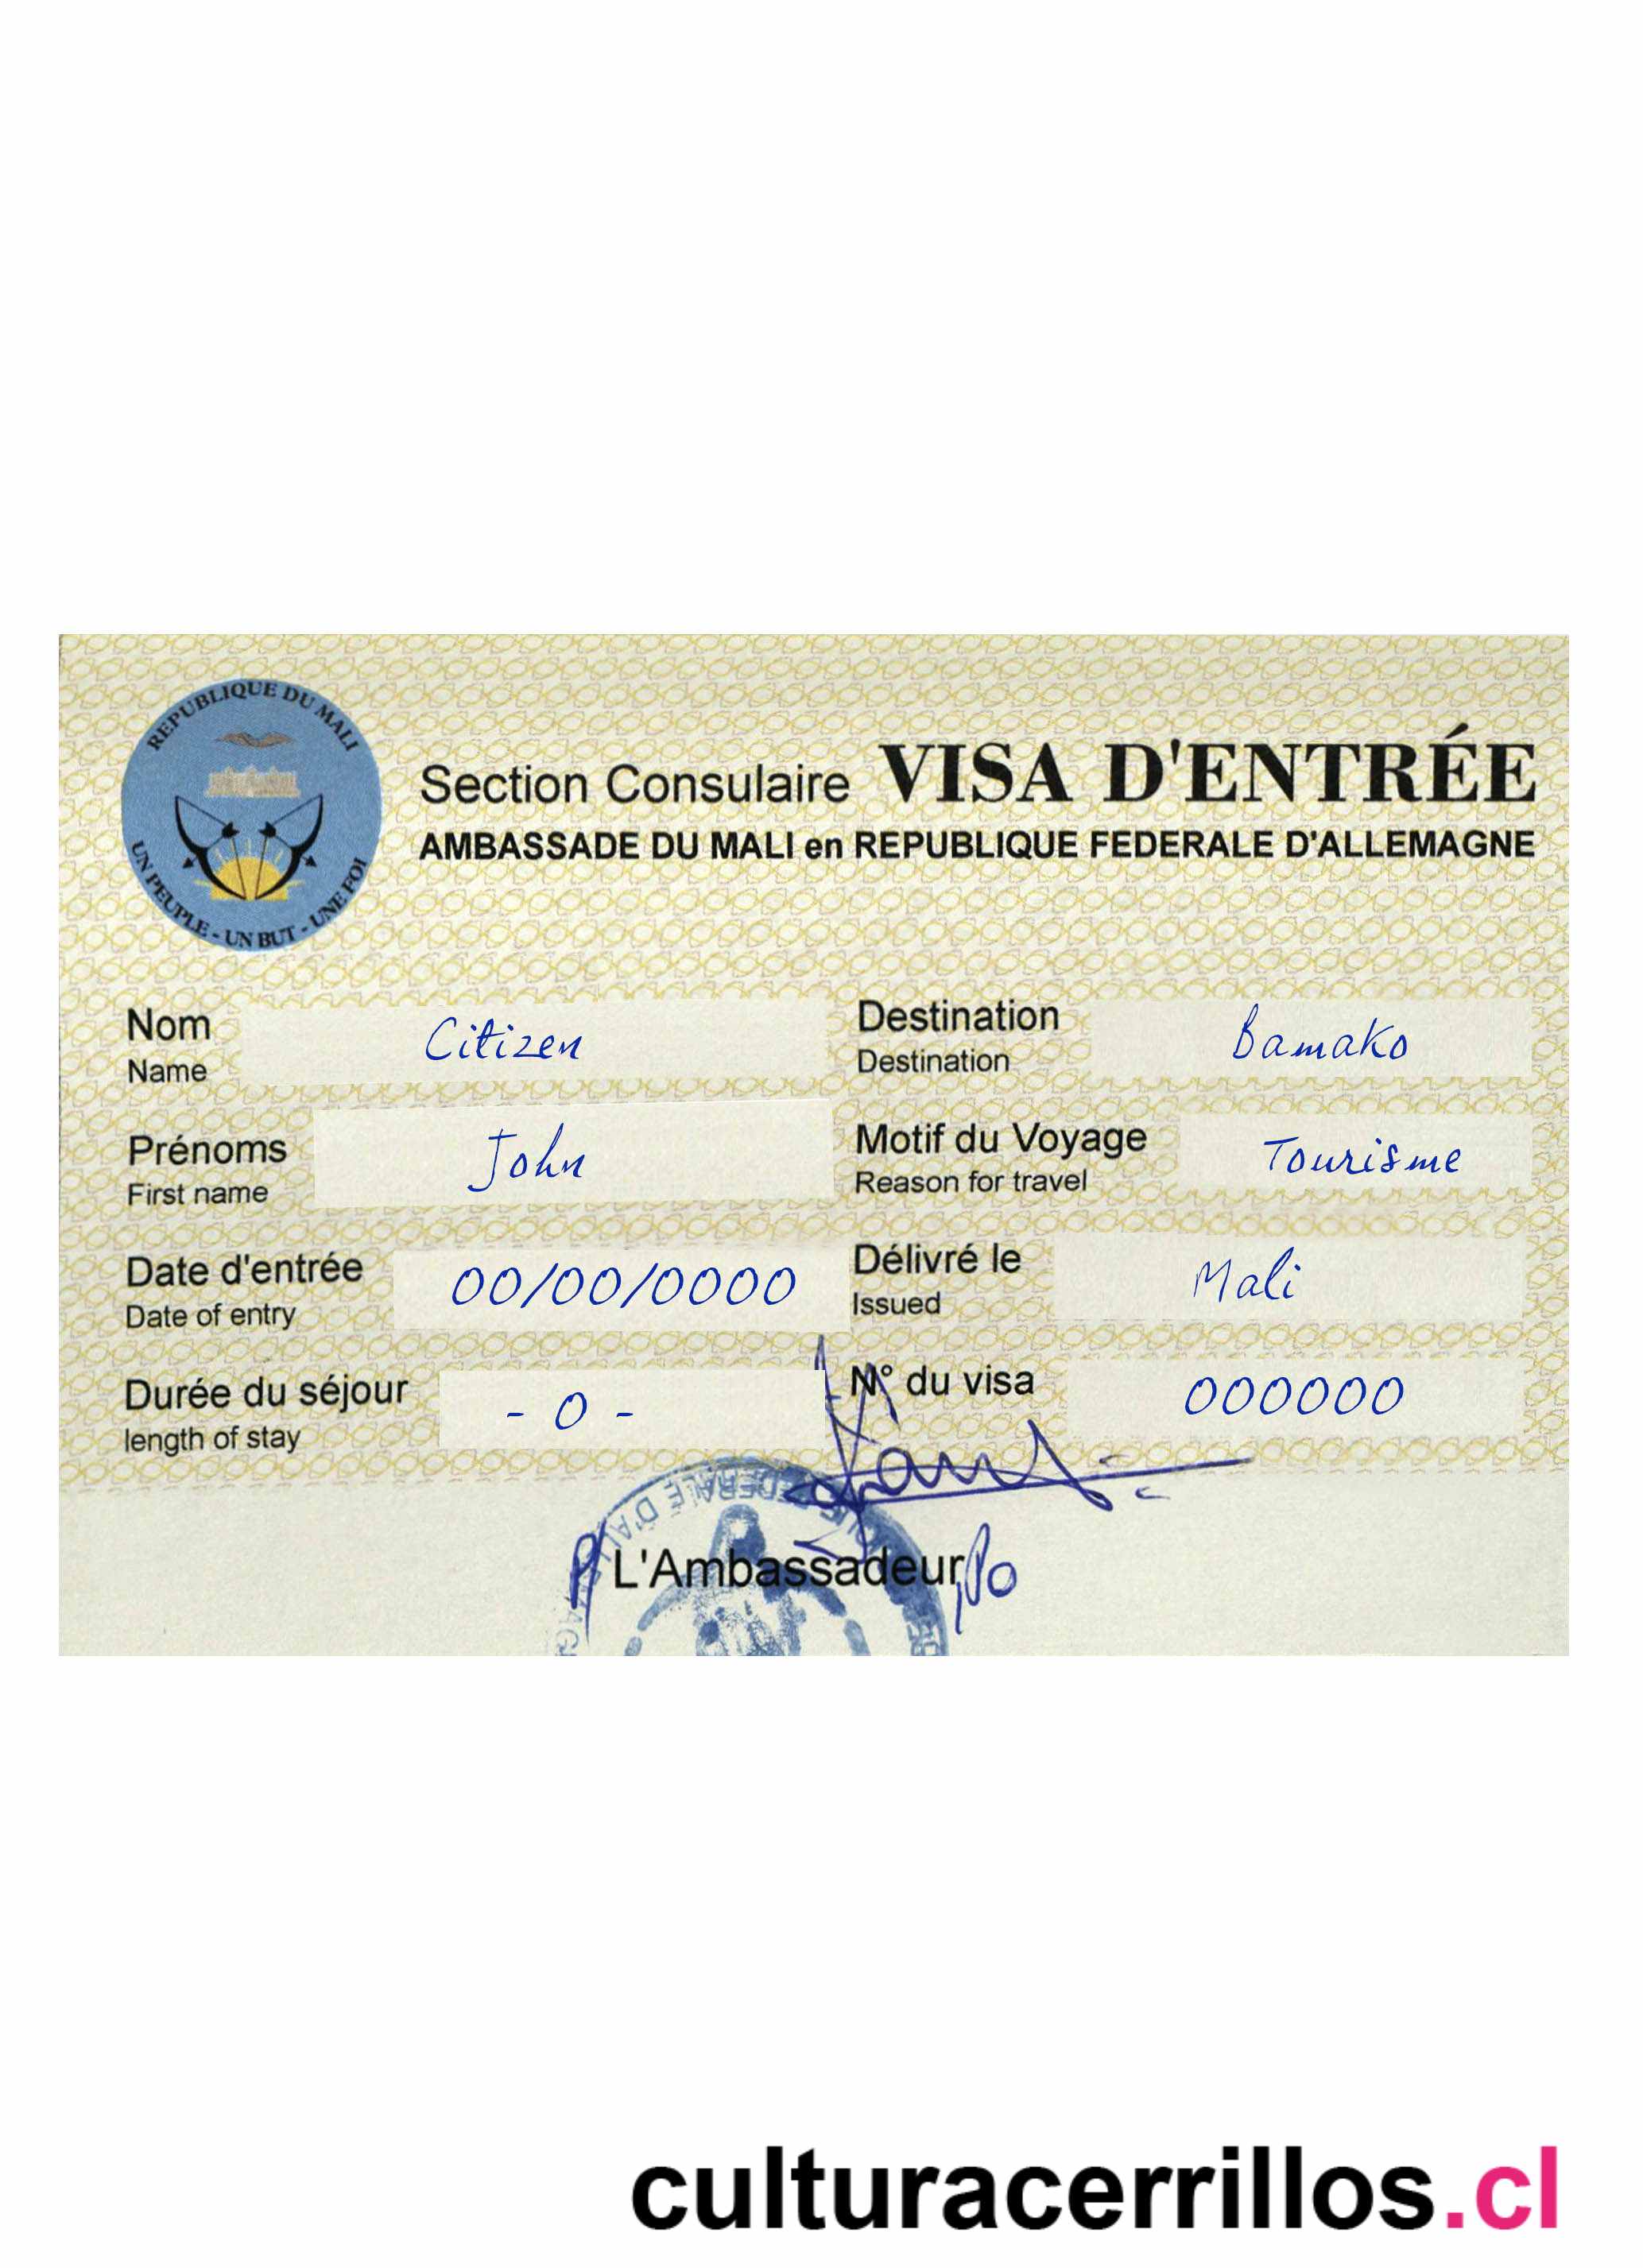 REPUBLIQUE DU MALI
UN PEUPLE - UN BUT - UNE FOI
Section Consulaire VISA D'ENTRÉE
AMBASSADE DU MALI en REPUBLIQUE FEDERALE D'ALLEMAGNE
Nom Citizen
Name
Destination Bamako
Destination
Prénoms John
First name
Motif du Voyage Tourisme
Reason for travel
Date d'entrée 00/00/0000
Date of entry
Délivré le Mali
Issued
Durée du séjour - 0 -
length of stay
N° du visa 000000
L'Ambassadeur
culturacerrillos.cl